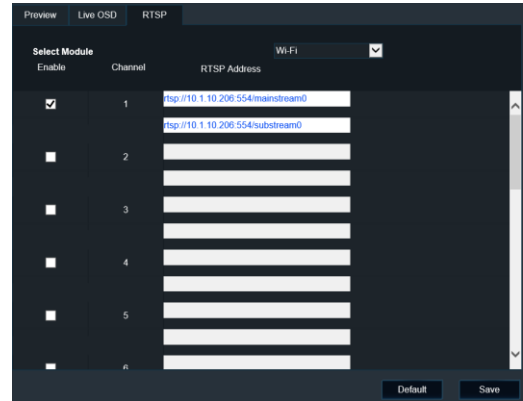 Preview Live OSD RTSP
Select Module Wi-Fi
Enable Channel RTSP Address
1 rtsp://10.1.10.206:554/mainstream0
rtsp://10.1.10.206:554/substream0
2
3
4
5
6
Default Save